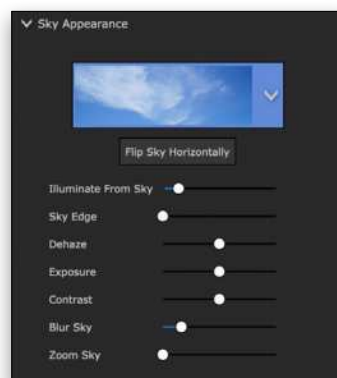 Sky Appearance
Flip Sky Horizontally
Illuminate From Sky
Sky Edge
Dehaze
Exposure
Contrast
Blur Sky
Zoom Sky